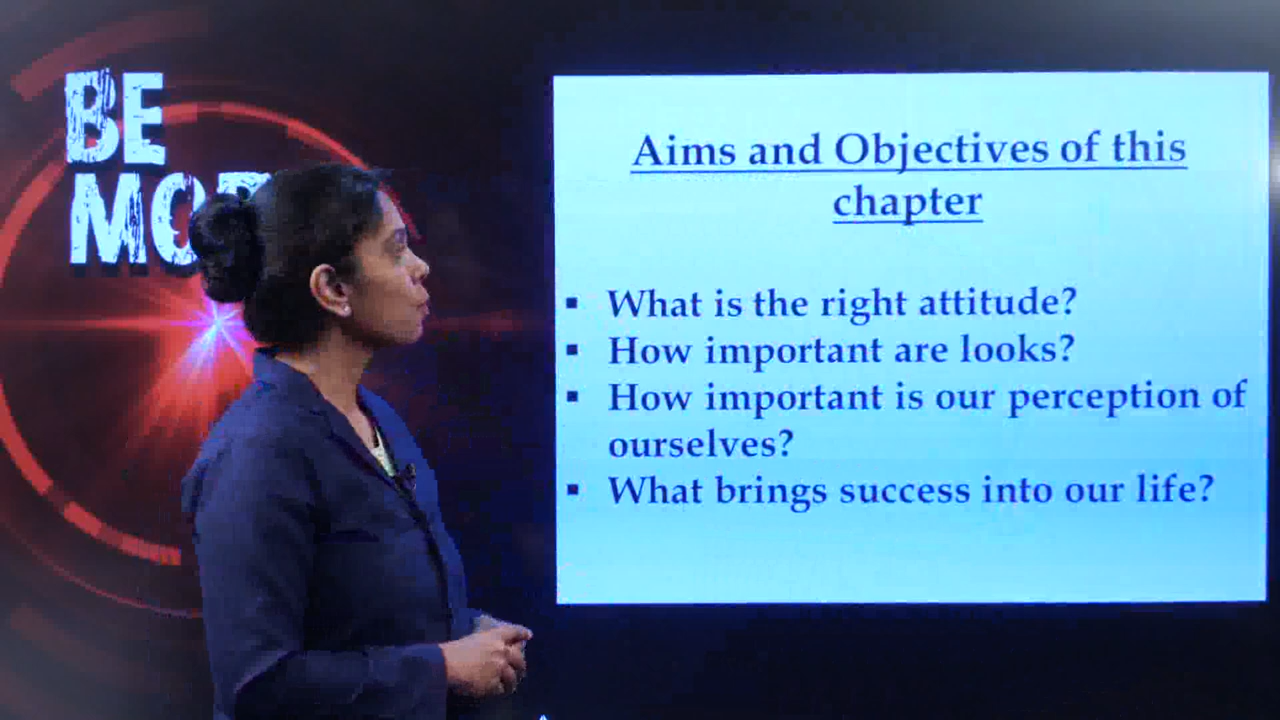 BE
Aims and Objectives of this
chapter
▪ What is the right attitude?
▪ How important are looks?
▪ How important is our perception of
ourselves?
▪ What brings success into our life?